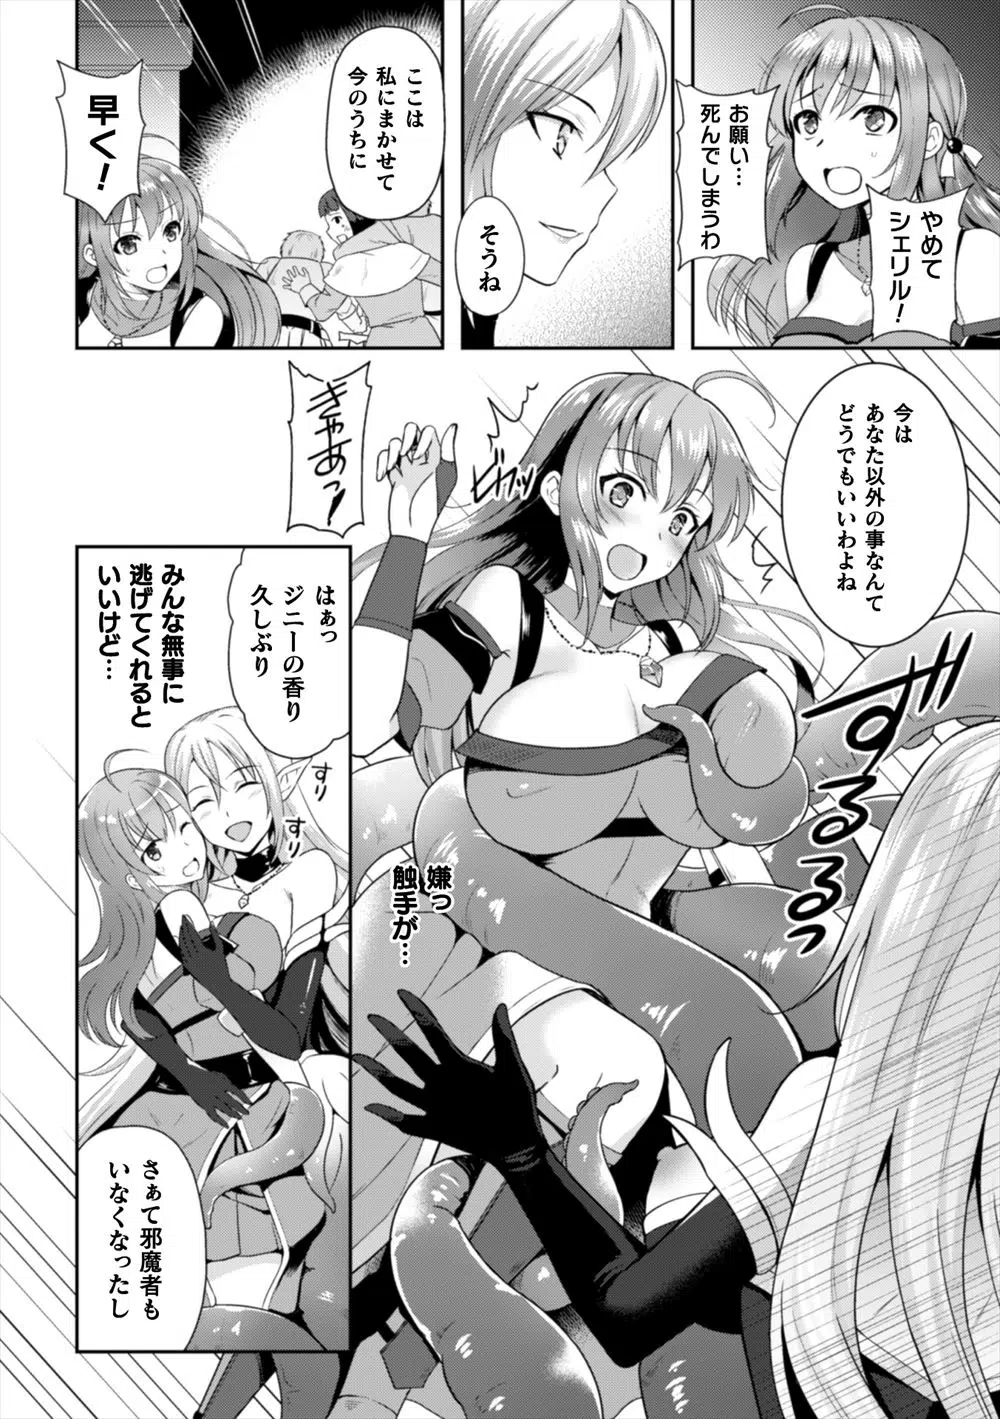 やめて
シェリル！
お願い…
死んでしまうわ
そうね
ここは
私にまかせて
今のうちに
早く！
今は
あなた以外の事なんて
どうでもいいわよね
ビクッ
きゃあっ！
ずるるるっ
嫌っ
触手が…
はぁっ
ジニーの香り
久しぶり
みんな無事に
逃げてくれると
いいけど…
すり
すり
さぁて邪魔者も
いなくなったし